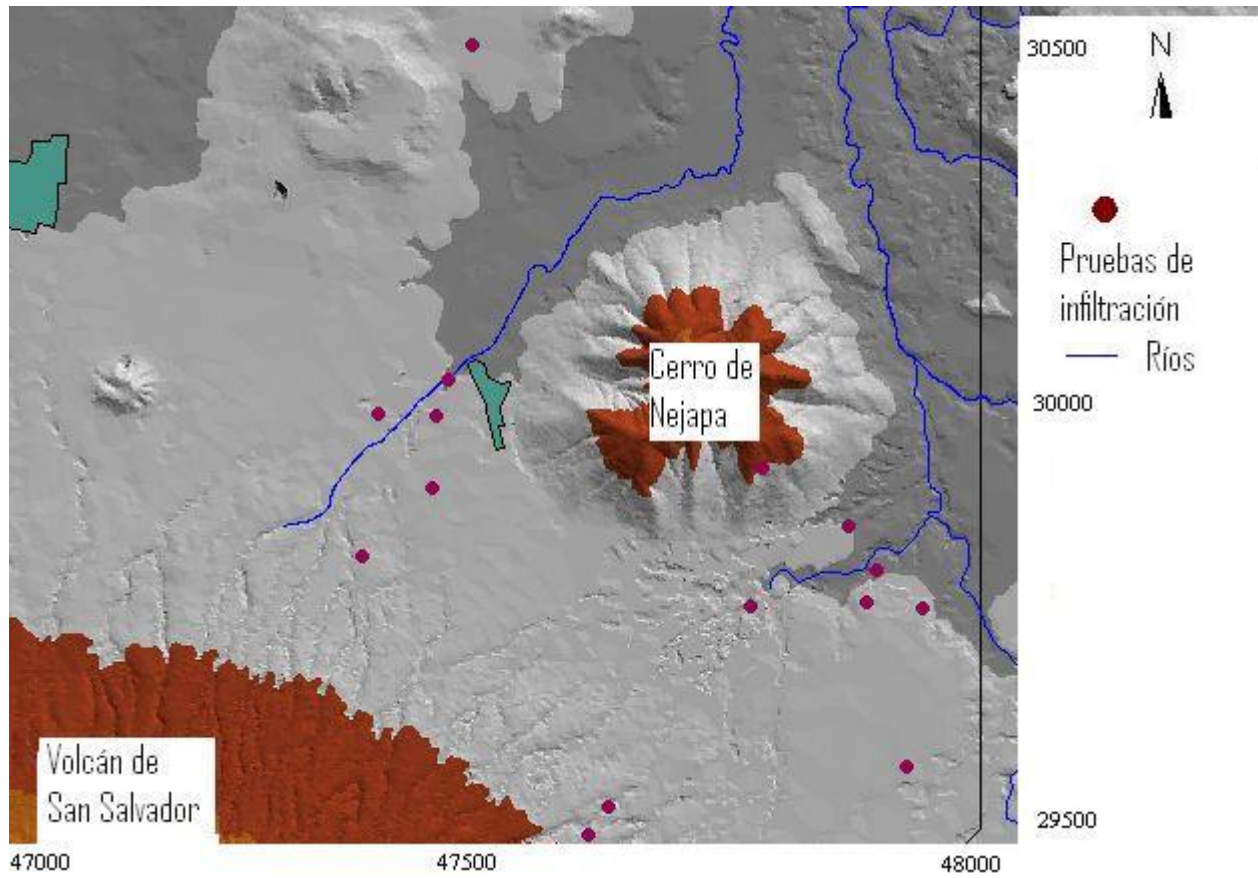 30500
N
Pruebas de
infiltración
Ríos
Cerro de
Nejapa
30000
Volcán de
San Salvador
29500
47000
47500
48000